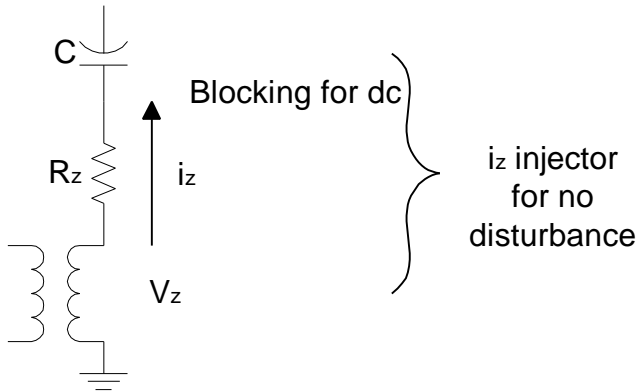 C
Blocking for dc
Rz
iz
iz injector
for no
disturbance
Vz